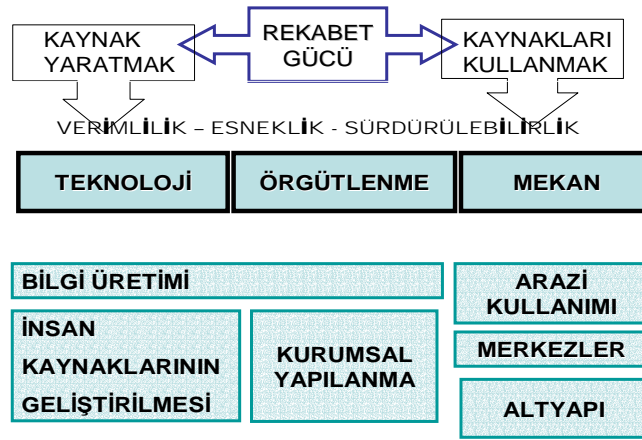 KAYNAK
YARATMAK
REKABET
GÜCÜ
KAYNAKLARI
KULLANMAK
VERİMLİLİK – ESNEKLİK - SÜRDÜRÜLEBİLİRLİK
TEKNOLOJİ
ÖRGÜTLENME
MEKAN
BİLGİ ÜRETİMİ
ARAZİ
KULLANIMI
İNSAN
KAYNAKLARININ
GELİŞTİRİLMESİ
KURUMSAL
YAPILANMA
MERKEZLER
ALTYAPI